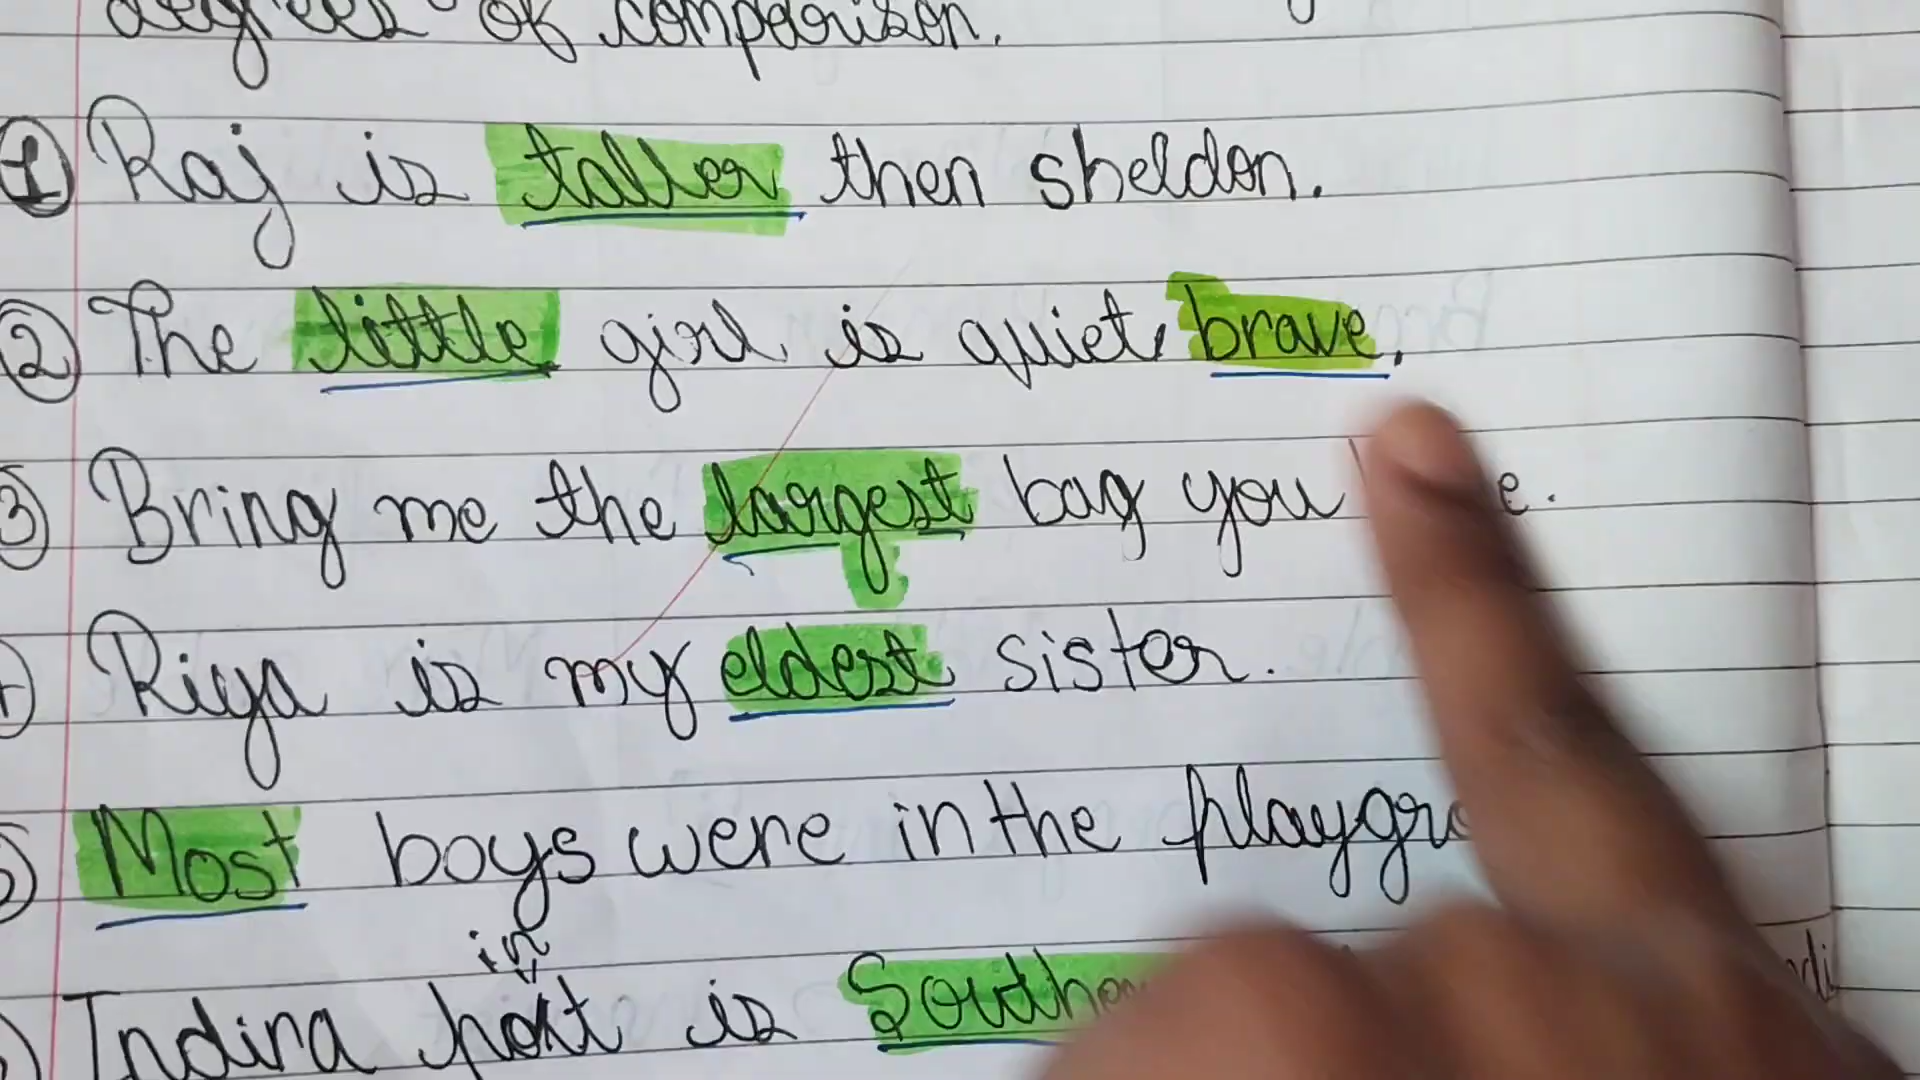 degrees of comparison.
1 Raj is taller then sheldon.
2 The little girl is quiet brave.
3 Bring me the largest bag you
Riya is my eldest sister.
Most boys were in the
in
Indira is